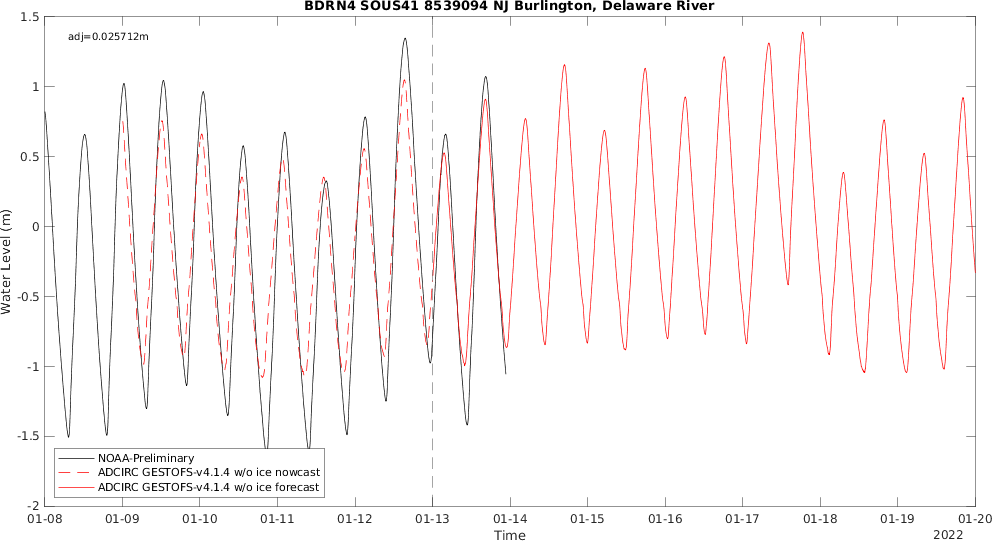 BDRN4 SOUS41 8539094 NJ Burlington, Delaware River
adj=0.025712m
1.5
1
0.5
0
-0.5
-1
-1.5
-2
Water Level (m)
NOAA-Preliminary
ADCIRC GESTOFS-v4.1.4 w/o ice nowcast
ADCIRC GESTOFS-v4.1.4 w/o ice forecast
01-08 01-09 01-10 01-11 01-12 01-13 01-14 01-15 01-16 01-17 01-18 01-19 01-20
Time
2022